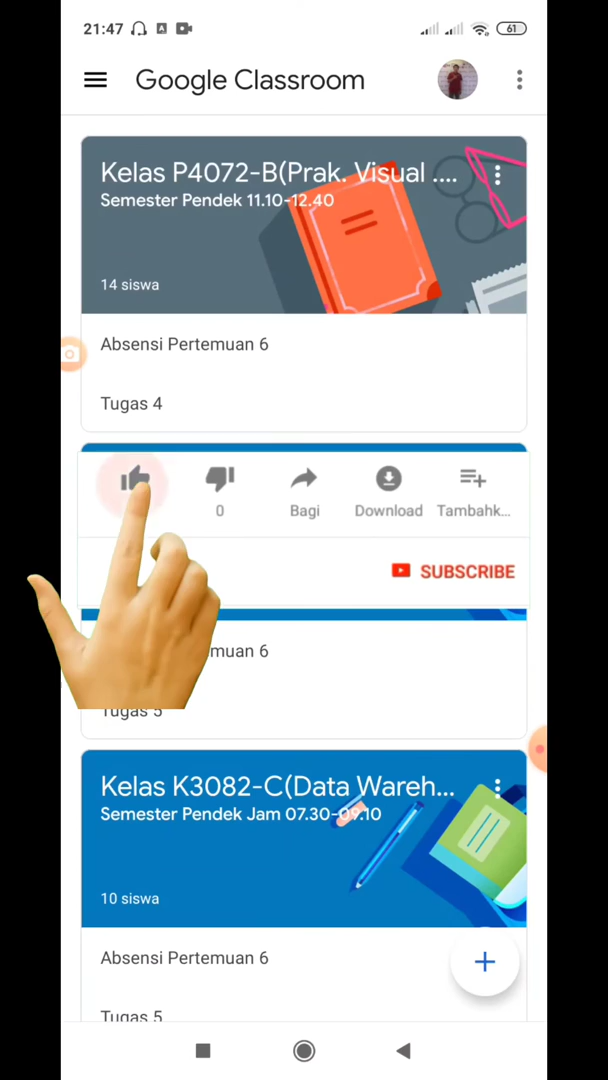 21:47
61
Google Classroom
Kelas P4072-B(Prak. Visual ....
Semester Pendek 11.10-12.40
14 siswa
Absensi Pertemuan 6
Tugas 4
0
Bagi
Download
Tambahk...
SUBSCRIBE
muan 6
Tugas 5
Kelas K3082-C(Data Wareh...
Semester Pendek Jam 07.30-09.10
10 siswa
Absensi Pertemuan 6
Tugas 5